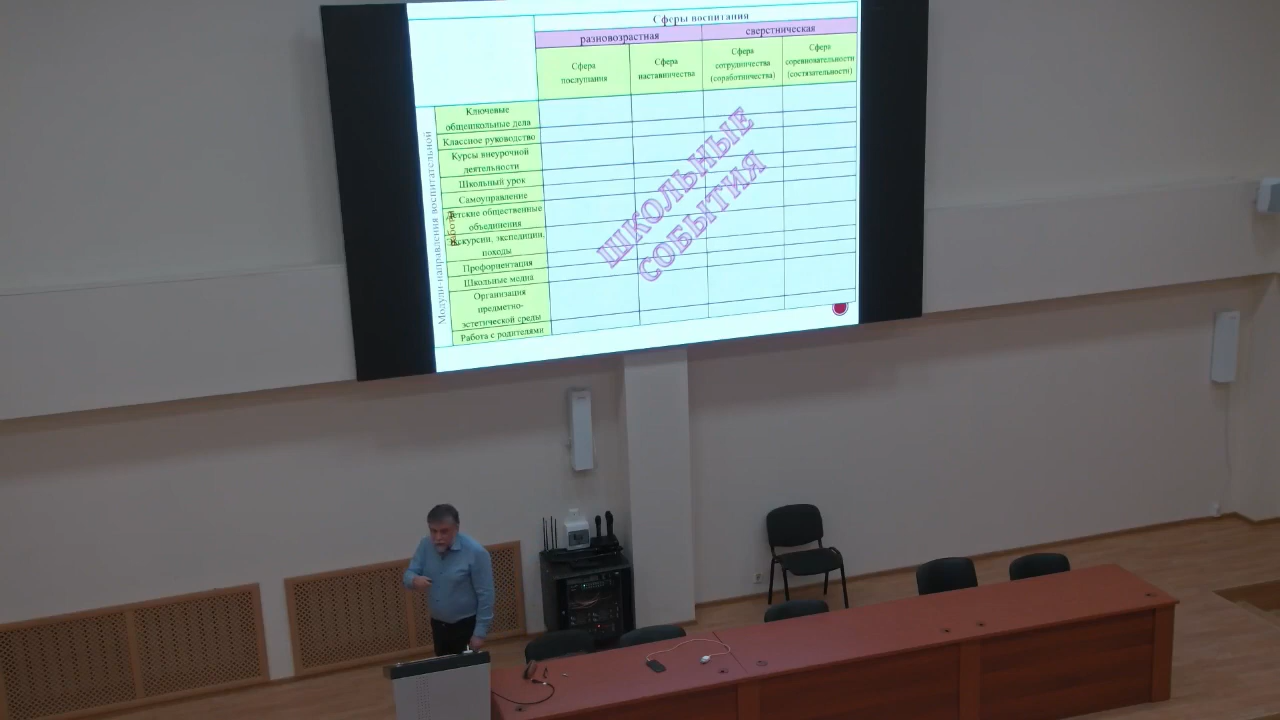 Сферы воспитания
разновозрастная
сверстническая
Сфера
послушания
Сфера
наставничества
Сфера
сотрудничества
(соработничества)
Сфера
соревновательности
(состязательности)
Модули-направления воспитательной
работы
Ключевые
общешкольные дела
Классное руководство
Курсы внеурочной
деятельности
Школьный урок
Самоуправление
Детские общественные
объединения
Экскурсии, экспедиции,
походы
Профориентация
Школьные медиа
Организация
предметно-
эстетической среды
Работа с родителями
ШКОЛЬНЫЕ
СОБЫТИЯ